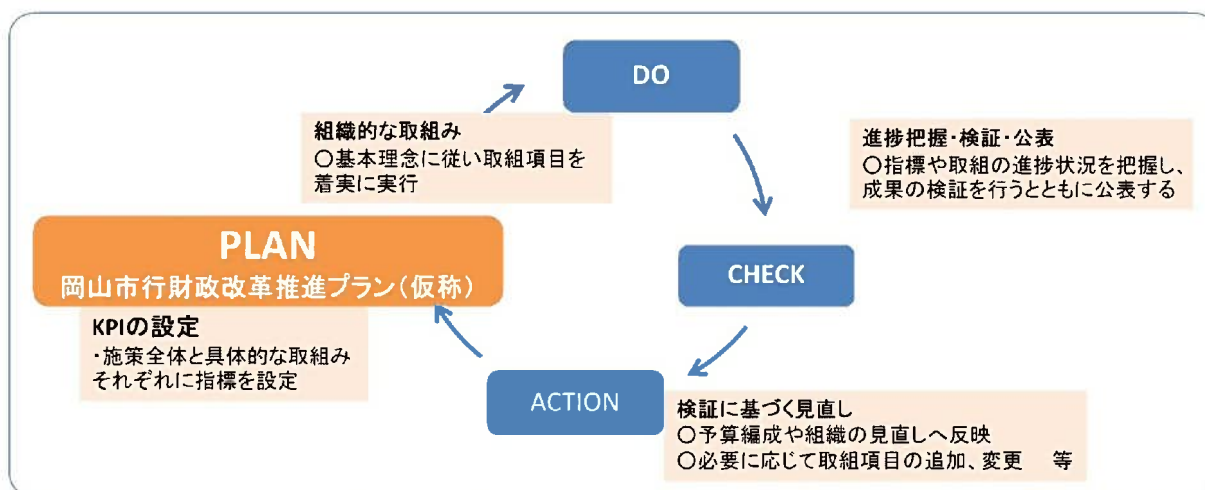 DO
組織的な取組み
○基本理念に従い取組項目を
着実に実行
進捗把握・検証・公表
○指標や取組の進捗状況を把握し、
成果の検証を行うとともに公表する
PLAN
岡山市行財政改革推進プラン(仮称)
CHECK
KPIの設定
・施策全体と具体的な取組み
それぞれに指標を設定
ACTION
検証に基づく見直し
○予算編成や組織の見直しへ反映
○必要に応じて取組項目の追加、変更　等